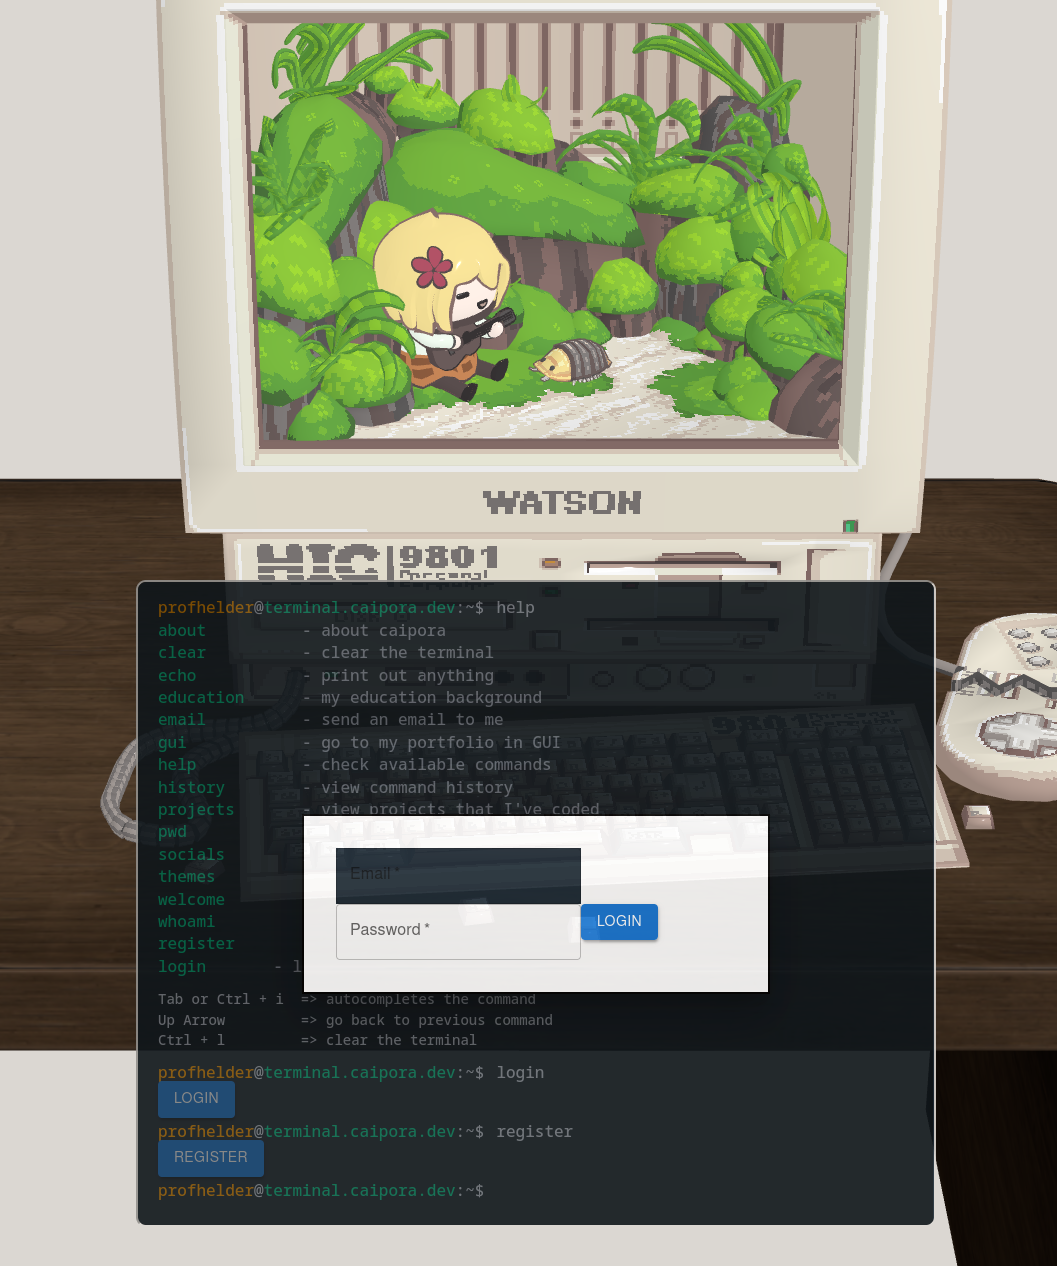 WATSON
9801
profhelder@terminal.caipora.dev:~$ help
about - about caipora
clear - clear the terminal
echo - print out anything
education - my education background
email - send an email to me
gui - go to my portfolio in GUI
help - check available commands
history - view command history
projects - view projects that I've coded
pwd
socials
themes
welcome
whoami
register
login - l
Email *
Password *
LOGIN
Tab or Ctrl + i => autocompletes the command
Up Arrow => go back to previous command
Ctrl + l => clear the terminal
profhelder@terminal.caipora.dev:~$ login
LOGIN
profhelder@terminal.caipora.dev:~$ register
REGISTER
profhelder@terminal.caipora.dev:~$